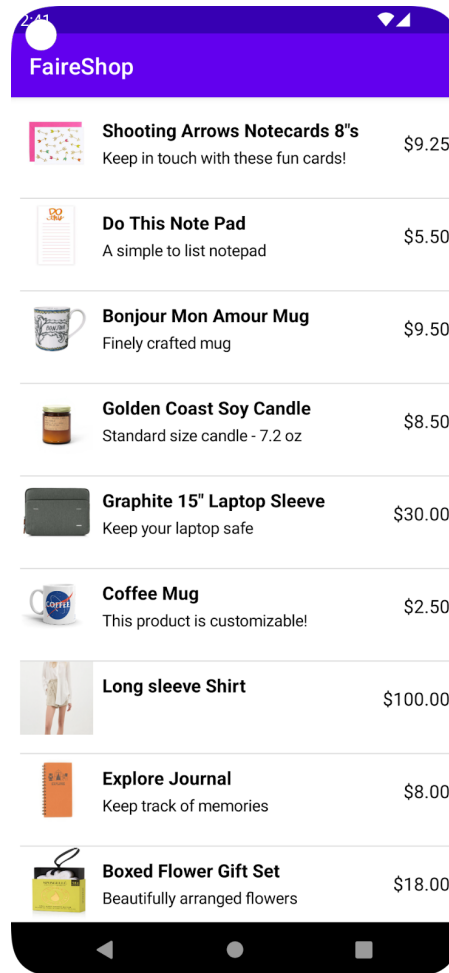 2:41
FaireShop
Shooting Arrows Notecards 8"s
$9.25
Keep in touch with these fun cards!
DO
Do This Note Pad
$5.50
A simple to list notepad
BONJOUR
Bonjour Mon Amour Mug
$9.50
Finely crafted mug
Golden Coast Soy Candle
$8.50
Standard size candle - 7.2 oz
Graphite 15" Laptop Sleeve
$30.00
Keep your laptop safe
COFFEE
Coffee Mug
$2.50
This product is customizable!
Long sleeve Shirt
$100.00
Explore Journal
$8.00
Keep track of memories
Boxed Flower Gift Set
$18.00
Beautifully arranged flowers